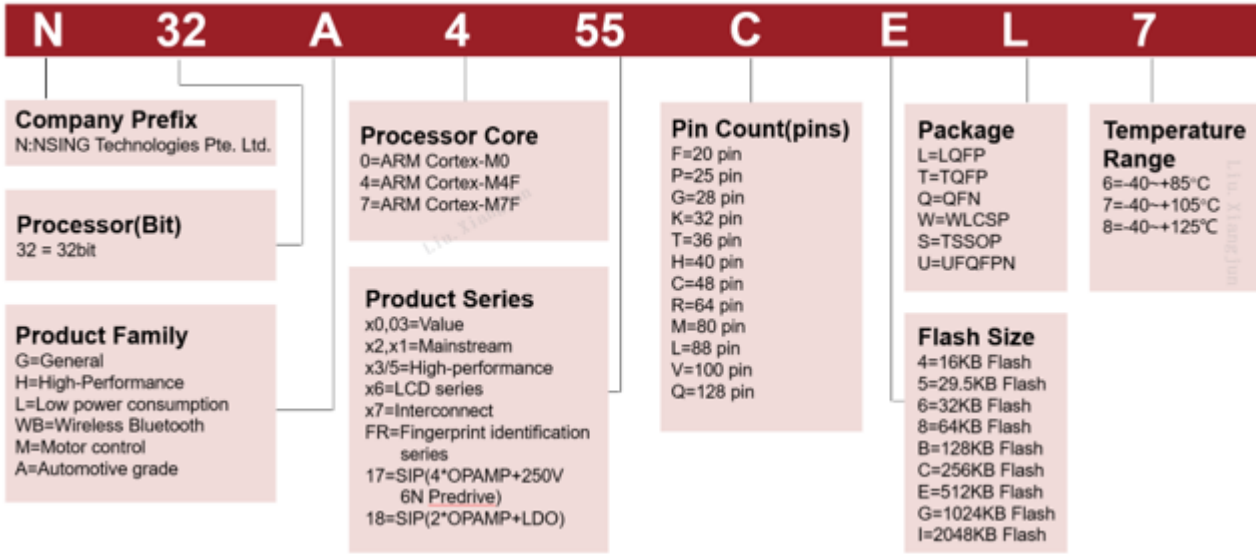 N 32 A 4 55 C E L 7
Company Prefix
N:NSING Technologies Pte. Ltd.
Processor(Bit)
32 = 32bit
Product Family
G=General
H=High-Performance
L=Low power consumption
WB=Wireless Bluetooth
M=Motor control
A=Automotive grade
Processor Core
0=ARM Cortex-M0
4=ARM Cortex-M4F
7=ARM Cortex-M7F
Liu.XiangJun
Product Series
x0,03=Value
x2,x1=Mainstream
x3/5=High-performance
x6=LCD series
x7=Interconnect
FR=Fingerprint identification
series
17=SIP(4*OPAMP+250V
6N Predrive)
18=SIP(2*OPAMP+LDO)
Pin Count(pins)
F=20 pin
P=25 pin
G=28 pin
K=32 pin
T=36 pin
H=40 pin
C=48 pin
R=64 pin
M=80 pin
L=88 pin
V=100 pin
Q=128 pin
Package
L=LQFP
T=TQFP
Q=QFN
W=WLCSP
S=TSSOP
U=UFQFPN
Flash Size
4=16KB Flash
5=29.5KB Flash
6=32KB Flash
8=64KB Flash
B=128KB Flash
C=256KB Flash
E=512KB Flash
G=1024KB Flash
I=2048KB Flash
Temperature
Range
6=-40~+85°C
7=-40~+105°C
8=-40~+125℃
Liu.XiangJun